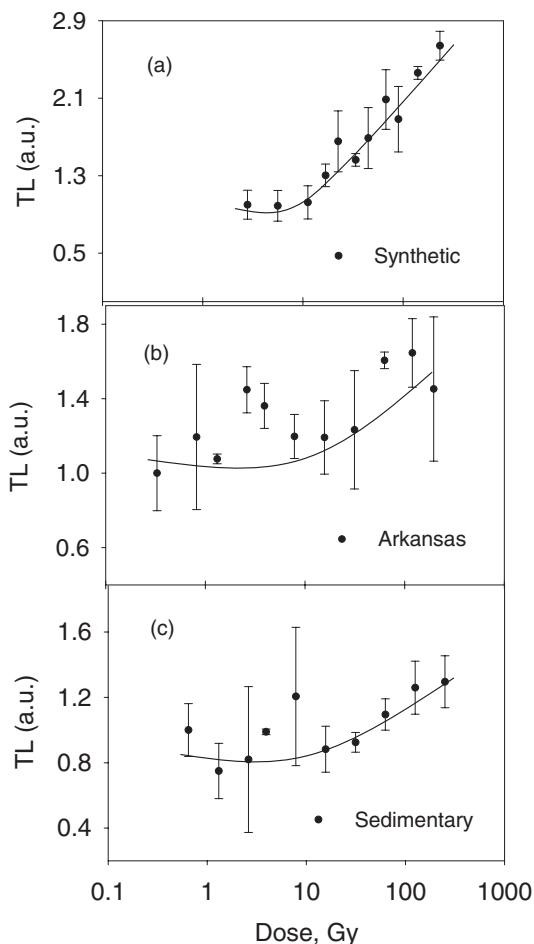 2.9
(a)
2.1
TL (a.u.)
1.3
0.5
Synthetic
1.8
(b)
1.4
TL (a.u.)
1.0
0.6
Arkansas
1.6
(c)
1.2
TL (a.u.)
0.8
0.4
Sedimentary
0.1 1 10 100 1000
Dose, Gy